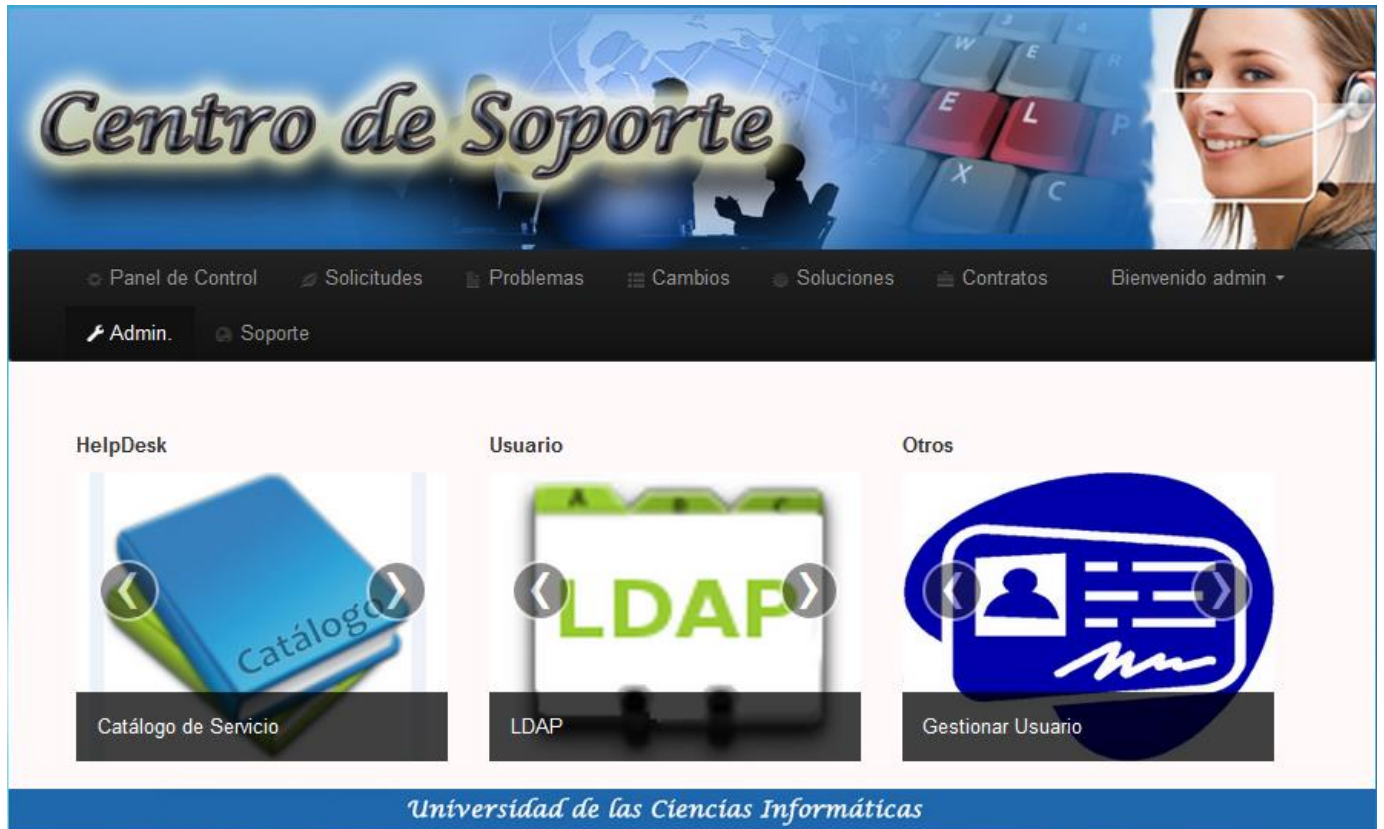 Centro de Soporte
W E R
E L P
X C
Panel de Control Solicitudes Problemas Cambios Soluciones Contratos Bienvenido admin
Admin. Soporte
HelpDesk Usuario Otros
A B C
Catálogo LDAP
Catálogo de Servicio LDAP Gestionar Usuario
Universidad de las Ciencias Informáticas